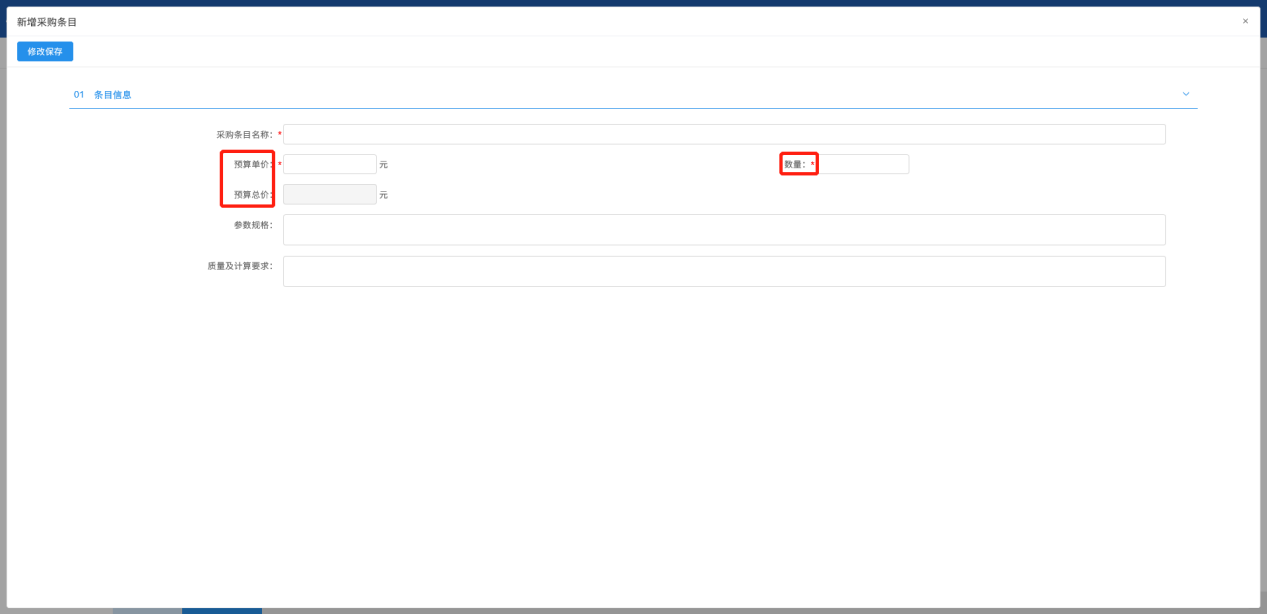 新增采购条目
×
修改保存
01 条目信息
采购条目名称: *
预算单价: * 元 数量: *
预算总价: 元
参数规格:
质量及计算要求: